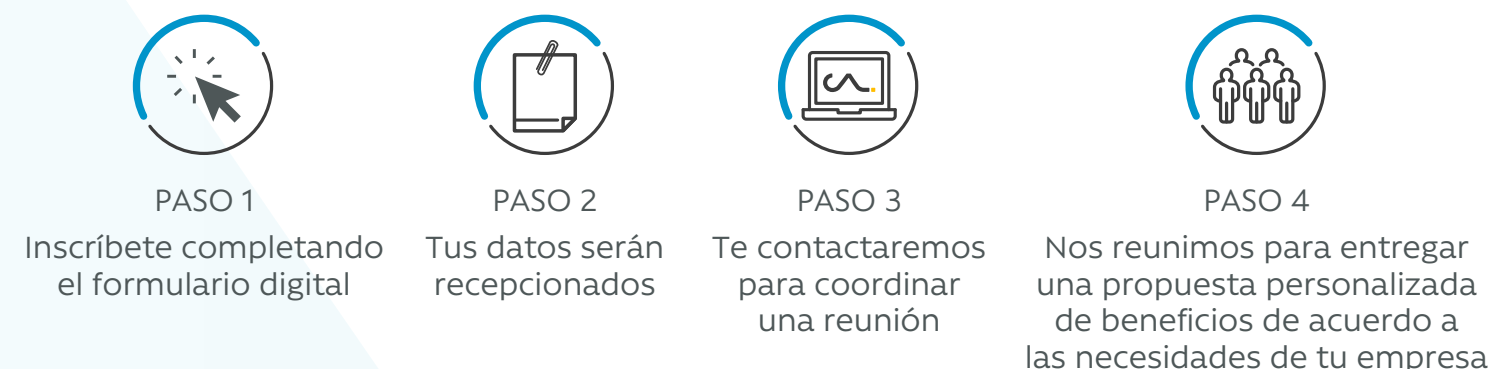 PASO 1
Inscríbete completando
el formulario digital
PASO 2
Tus datos serán
recepcionados
PASO 3
Te contactaremos
para coordinar
una reunión
PASO 4
Nos reunimos para entregar
una propuesta personalizada
de beneficios de acuerdo a
las necesidades de tu empresa